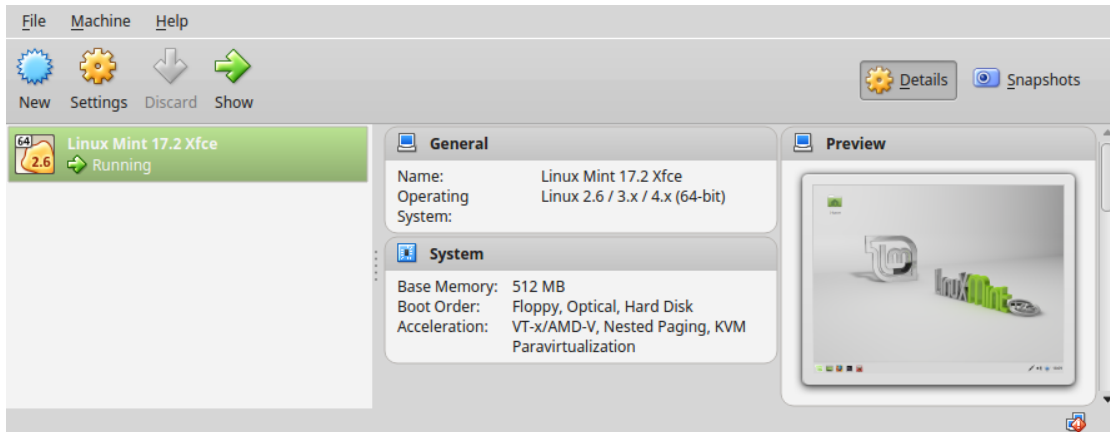 File Machine Help
New Settings Discard Show
Details Snapshots
64
2.6
Linux Mint 17.2 Xfce
Running
General
Name: Linux Mint 17.2 Xfce
Operating System: Linux 2.6 / 3.x / 4.x (64-bit)
System
Base Memory: 512 MB
Boot Order: Floppy, Optical, Hard Disk
Acceleration: VT-x/AMD-V, Nested Paging, KVM
Paravirtualization
Preview
lm
linuxMint